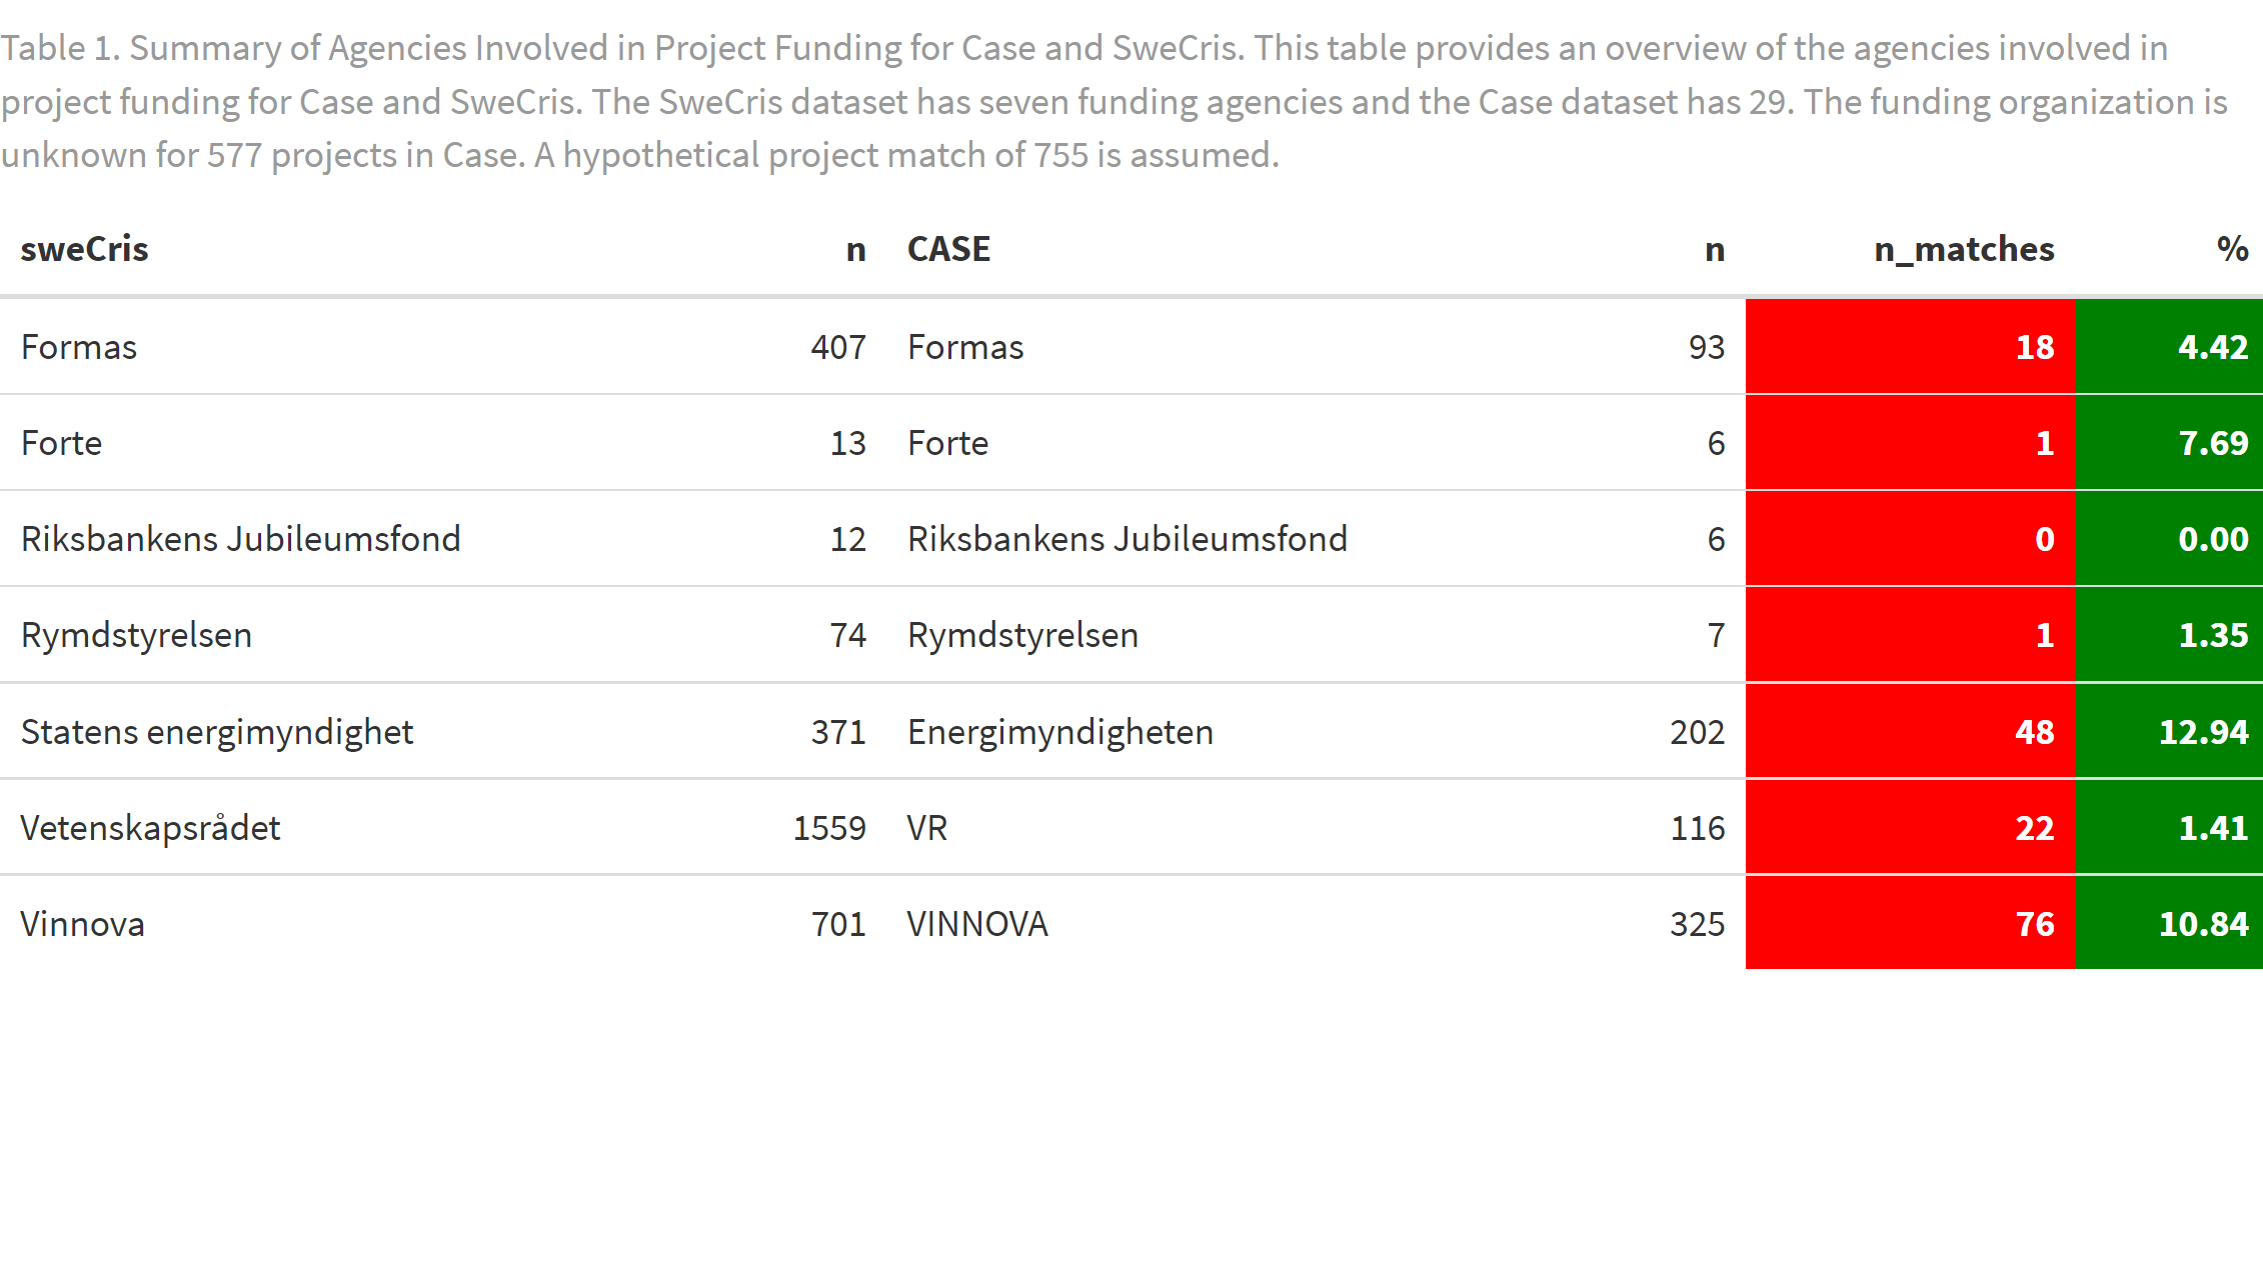 Table 1. Summary of Agencies Involved in Project Funding for Case and SweCris. This table provides an overview of the agencies involved in
project funding for Case and SweCris. The SweCris dataset has seven funding agencies and the Case dataset has 29. The funding organization is
unknown for 577 projects in Case. A hypothetical project match of 755 is assumed.
sweCris n CASE n n_matches %
Formas 407 Formas 93 18 4.42
Forte 13 Forte 6 1 7.69
Riksbankens Jubileumsfond 12 Riksbankens Jubileumsfond 6 0 0.00
Rymdstyrelsen 74 Rymdstyrelsen 7 1 1.35
Statens energimyndighet 371 Energimyndigheten 202 48 12.94
Vetenskapsrådet 1559 VR 116 22 1.41
Vinnova 701 VINNOVA 325 76 10.84